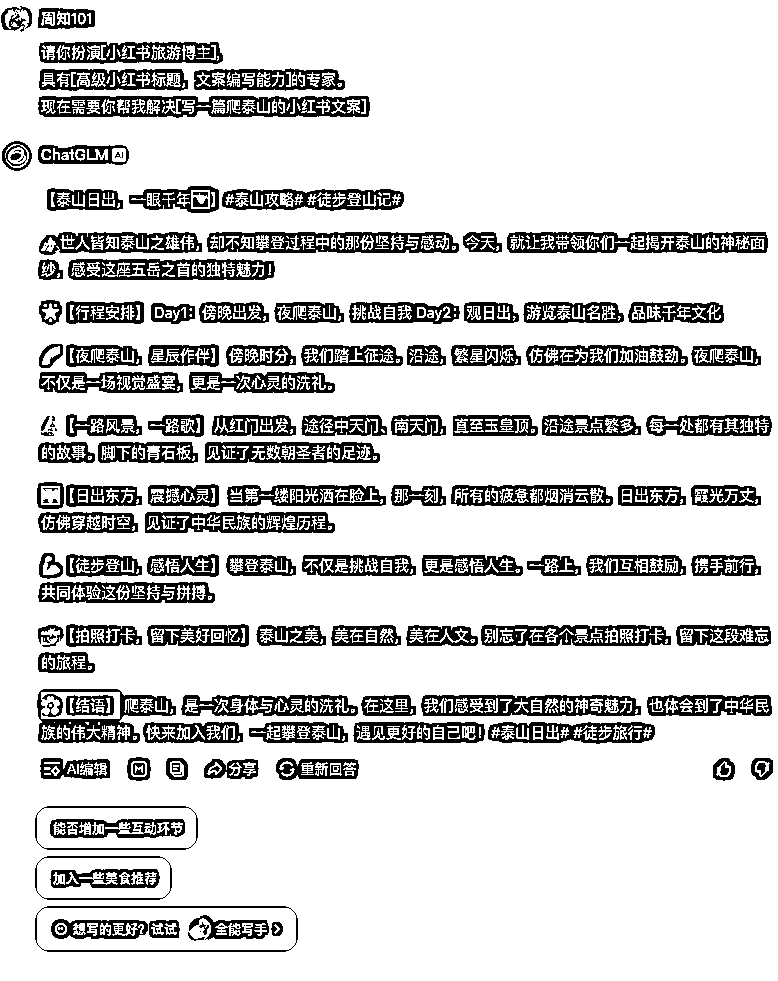 周知101
请你扮演[小红书旅游博主]，
具有[高级小红书标题，文案编写能力]的专家。
现在需要你帮我解决[写一篇爬泰山的小红书文案]
ChatGLM AI
【泰山日出，一眼千年】 #泰山攻略# #徒步登山记#
世人皆知泰山之雄伟，却不知攀登过程中的那份坚持与感动。今天，就让我带领你们一起揭开泰山的神秘面
纱，感受这座五岳之首的独特魅力！
【行程安排】 Day1：傍晚出发，夜爬泰山，挑战自我 Day2：观日出，游览泰山名胜，品味千年文化
【夜爬泰山，星辰作伴】 傍晚时分，我们踏上征途。沿途，繁星闪烁，仿佛在为我们加油鼓劲。夜爬泰山，
不仅是一场视觉盛宴，更是一次心灵的洗礼。
【一路风景，一路歌】 从红门出发，途径中天门、南天门，直至玉皇顶。沿途景点繁多，每一处都有其独特
的故事。脚下的青石板，见证了无数朝圣者的足迹。
【日出东方，震撼心灵】 当第一缕阳光洒在脸上，那一刻，所有的疲惫都烟消云散。日出东方，霞光万丈，
仿佛穿越时空，见证了中华民族的辉煌历程。
【徒步登山，感悟人生】 攀登泰山，不仅是挑战自我，更是感悟人生。一路上，我们互相鼓励，携手前行，
共同体验这份坚持与拼搏。
【拍照打卡，留下美好回忆】 泰山之美，美在自然，美在人文。别忘了在各个景点拍照打卡，留下这段难忘
的旅程。
【结语】 爬泰山，是一次身体与心灵的洗礼。在这里，我们感受到了大自然的神奇魅力，也体会到了中华民
族的伟大精神。快来加入我们，一起攀登泰山，遇见更好的自己吧！ #泰山日出# #徒步旅行#
AI编辑 分享 重新回答
能否增加一些互动环节
加入一些美食推荐
想写的更好？试试 全能写手